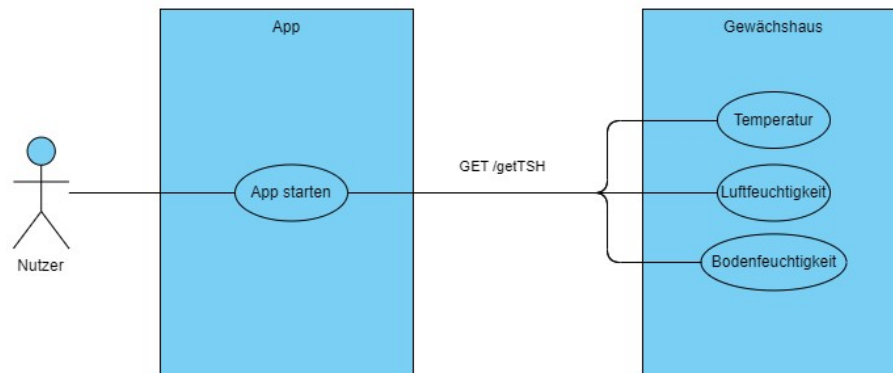 App
Gewächshaus
Temperatur
GET /getTSH
App starten
Luftfeuchtigkeit
Bodenfeuchtigkeit
Nutzer